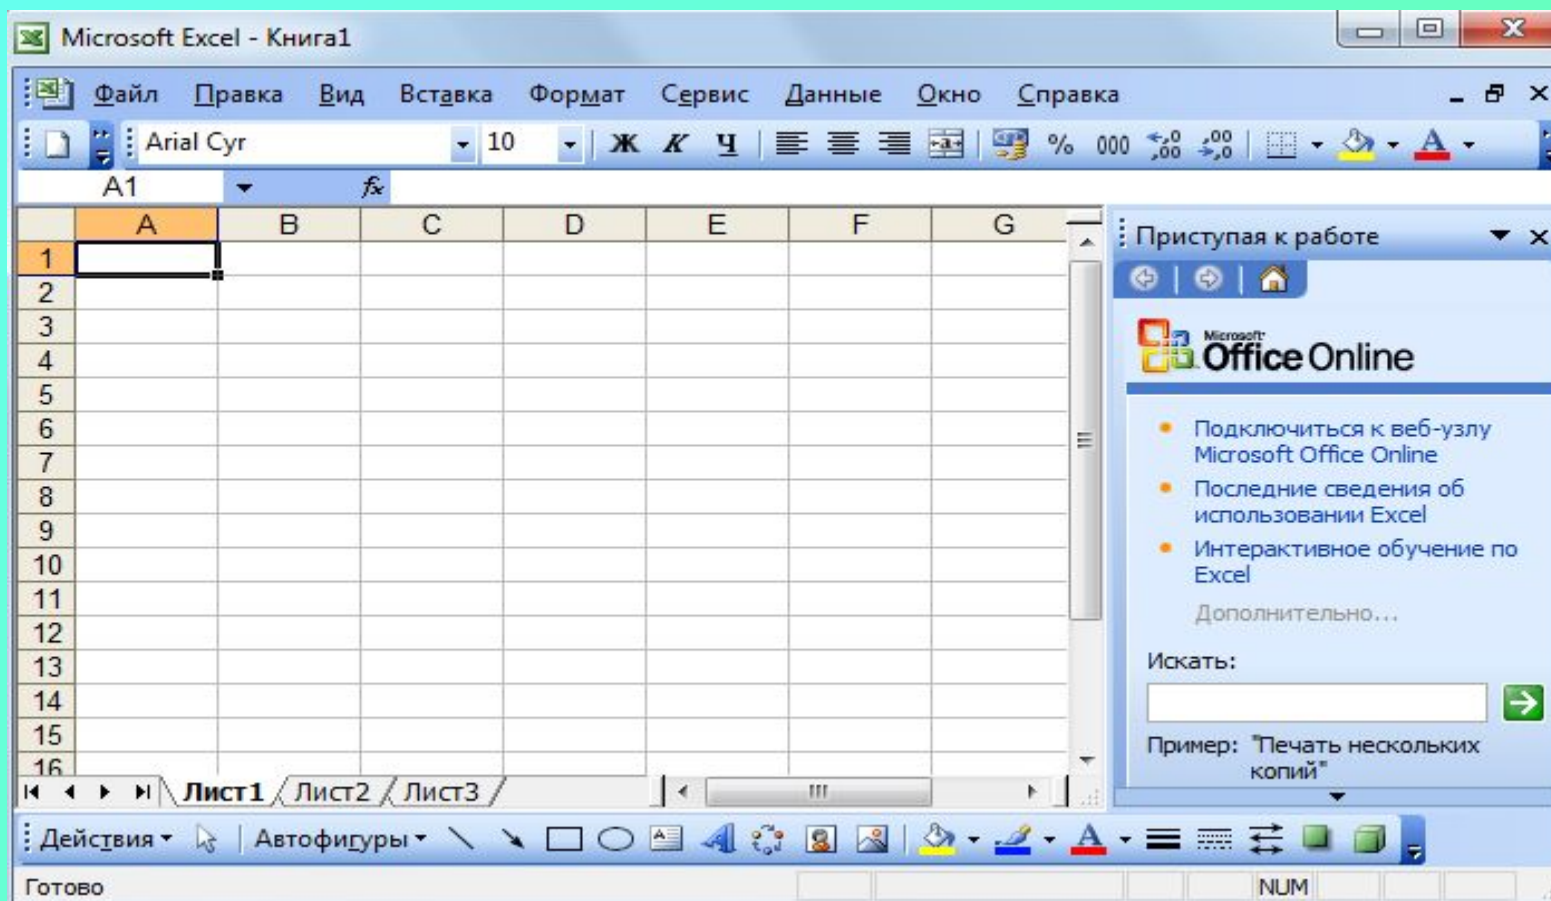 Microsoft Excel - Книга1
Файл Правка Вид Вставка Формат Сервис Данные Окно Справка
Arial Cyr 10 Ж К Ч % 000 ,00 ,0
A1 fx
A B C D E F G
1
2
3
4
5
6
7
8
9
10
11
12
13
14
15
16
Приступая к работе
Microsoft
Office Online
Подключиться к веб-узлу
Microsoft Office Online
Последние сведения об
использовании Excel
Интерактивное обучение по
Excel
Дополнительно...
Искать:
Пример: "Печать нескольких
копий"
Лист1 Лист2 Лист3
Действия Автофигуры
Готово NUM